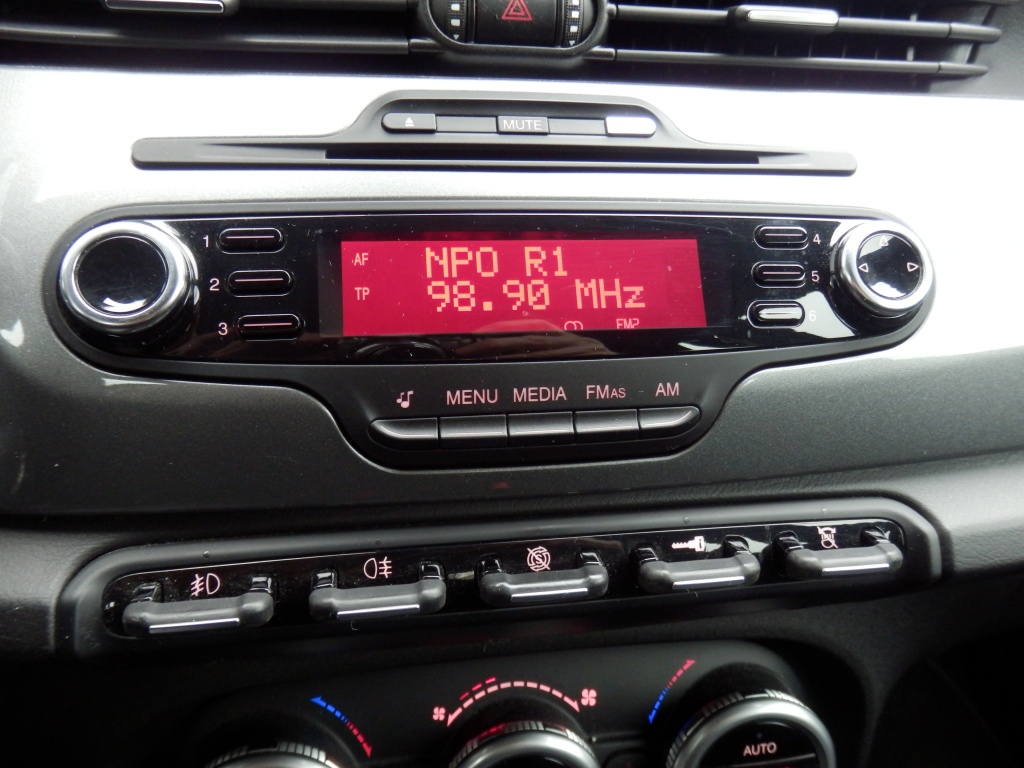 MUTE
1
2
3
AF
TP
NPO R1
98.90 MHz
FM2
4
5
6
MENU MEDIA FMAS AM
AUTO